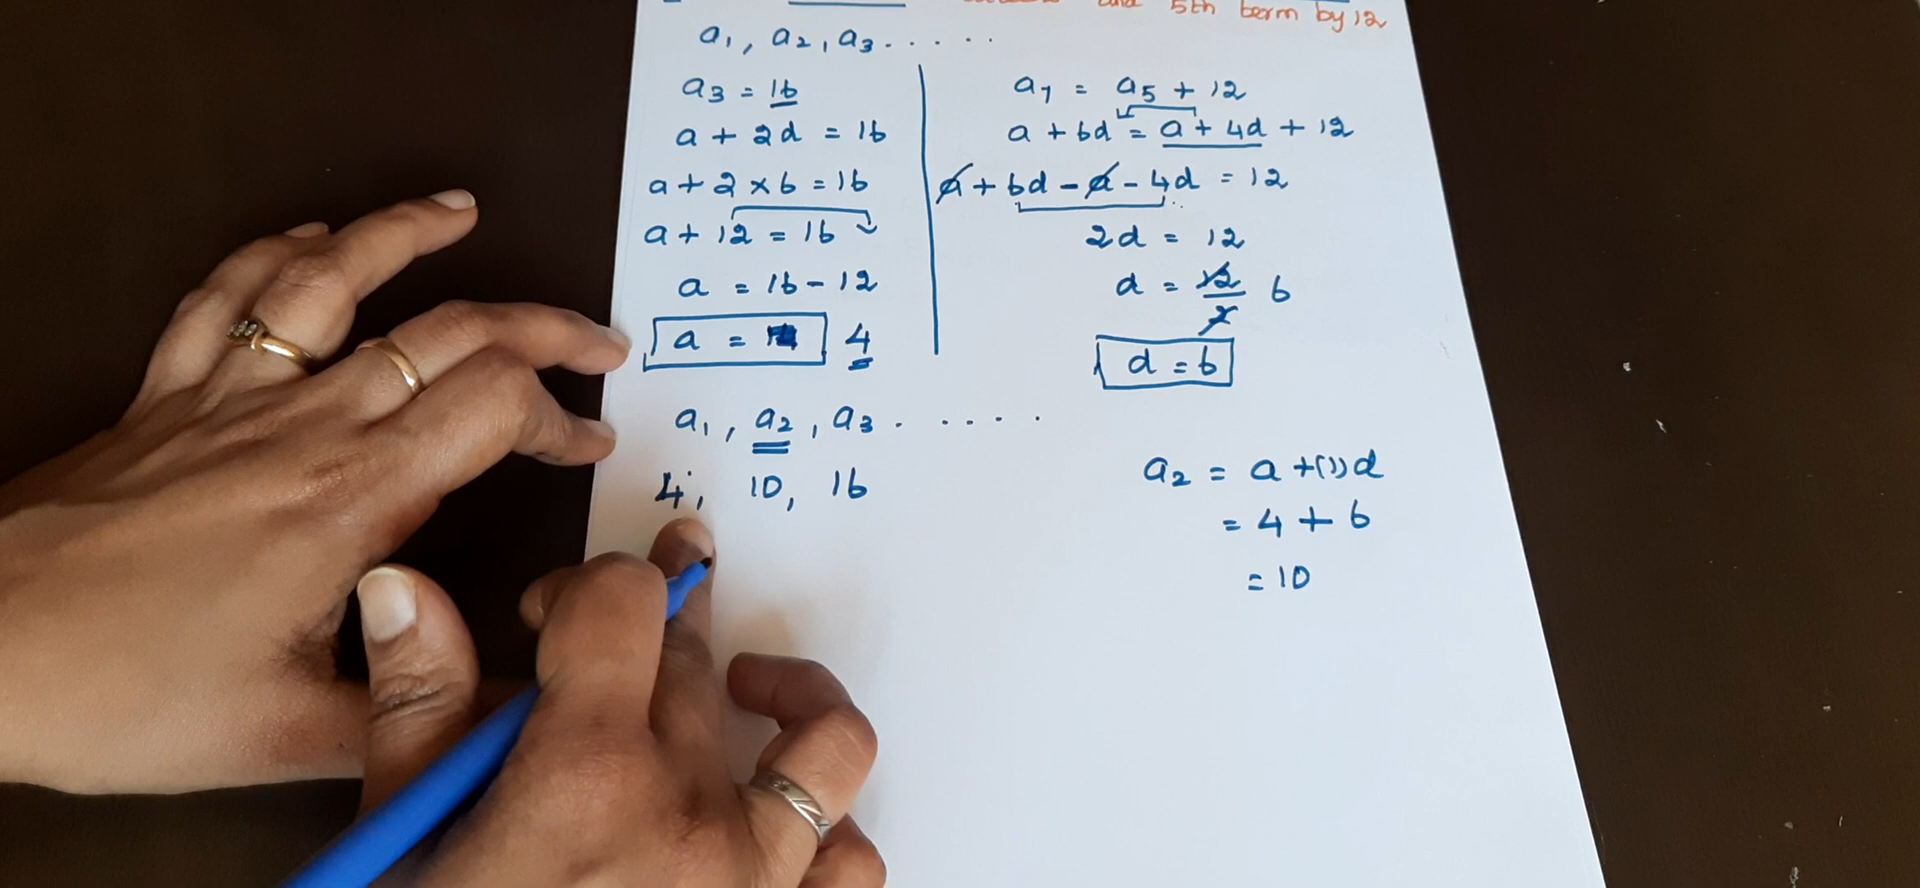 and 5th term by 12
a1, a2, a3.....
a3 = 16
a + 2d = 16
a + 2 × 6 = 16
a + 12 = 16
a = 16 - 12
a = 4
a7 = a5 + 12
a + 6d = a + 4d + 12
a + 6d - a - 4d = 12
2d = 12
d = 12/2 6
d = 6
a1, a2, a3. ....
4, 10, 16
a2 = a + (1)d
= 4 + 6
= 10